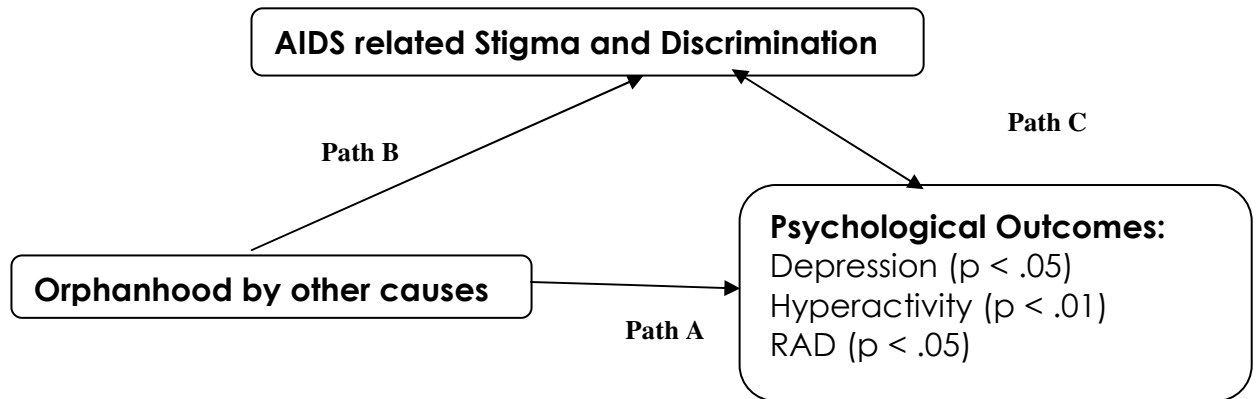 AIDS related Stigma and Discrimination
Path C
Path B
Psychological Outcomes:
Depression (p < .05)
Hyperactivity (p < .01)
RAD (p < .05)
Orphanhood by other causes
Path A